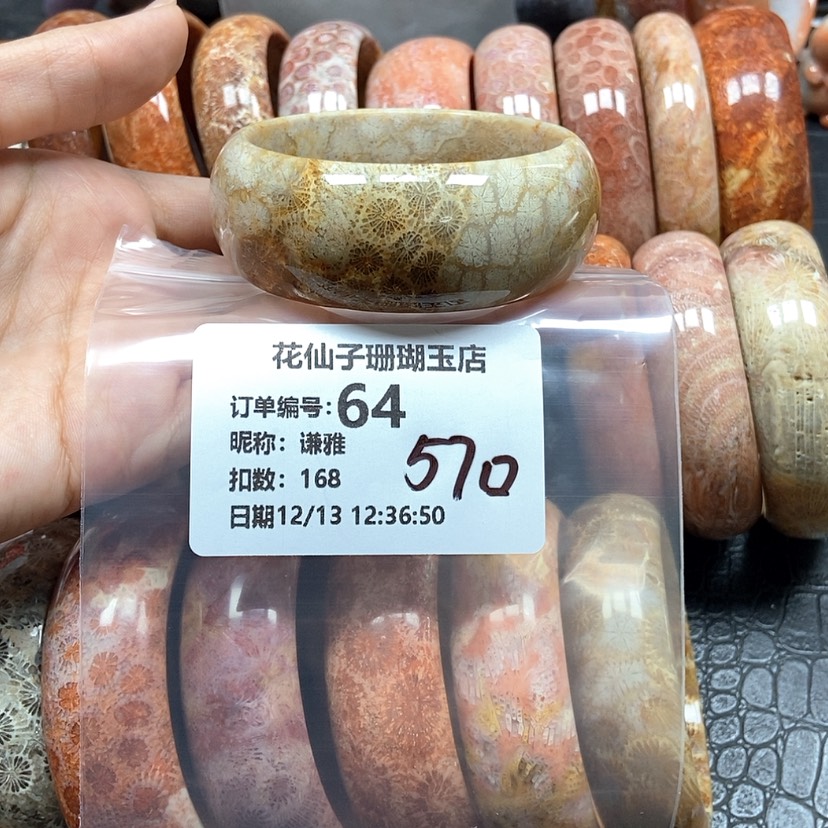 花仙子珊瑚玉店
订单编号:64
昵称：谦雅
扣数：168
570
日期12/13 12:36:50